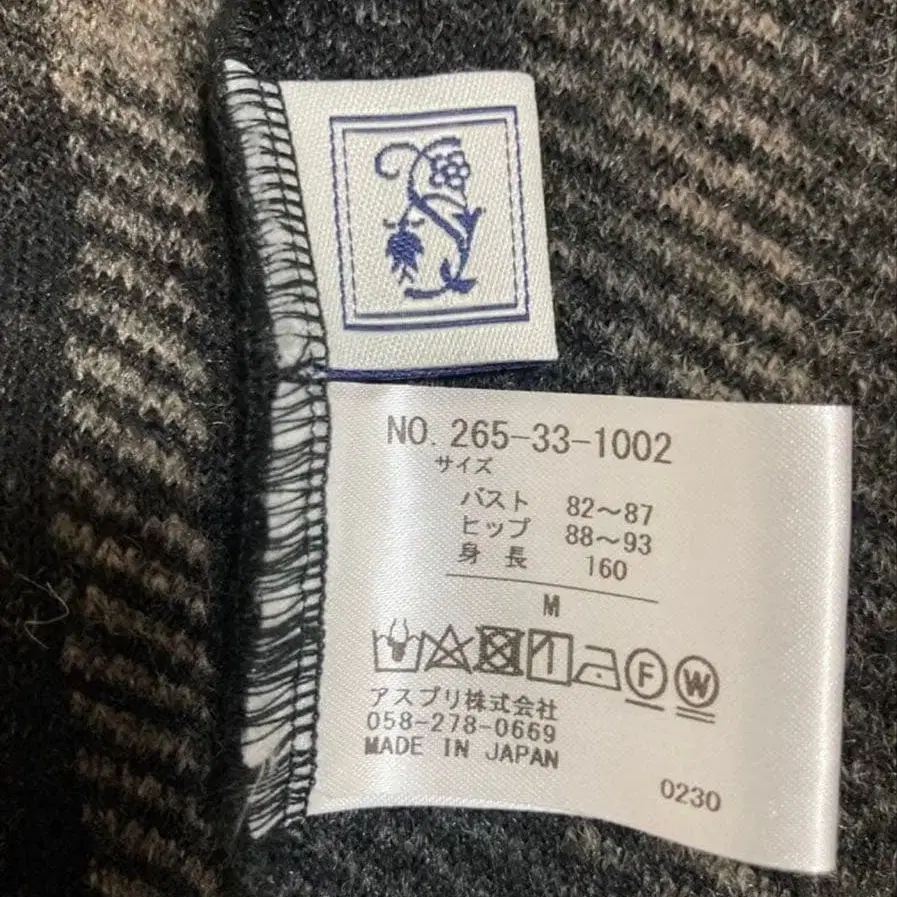 NO. 265-33-1002
サイズ
バスト 82〜87
ヒップ 88〜93
身長 160
M
F W
アスプリ株式会社
058-278-0669
MADE IN JAPAN
0230